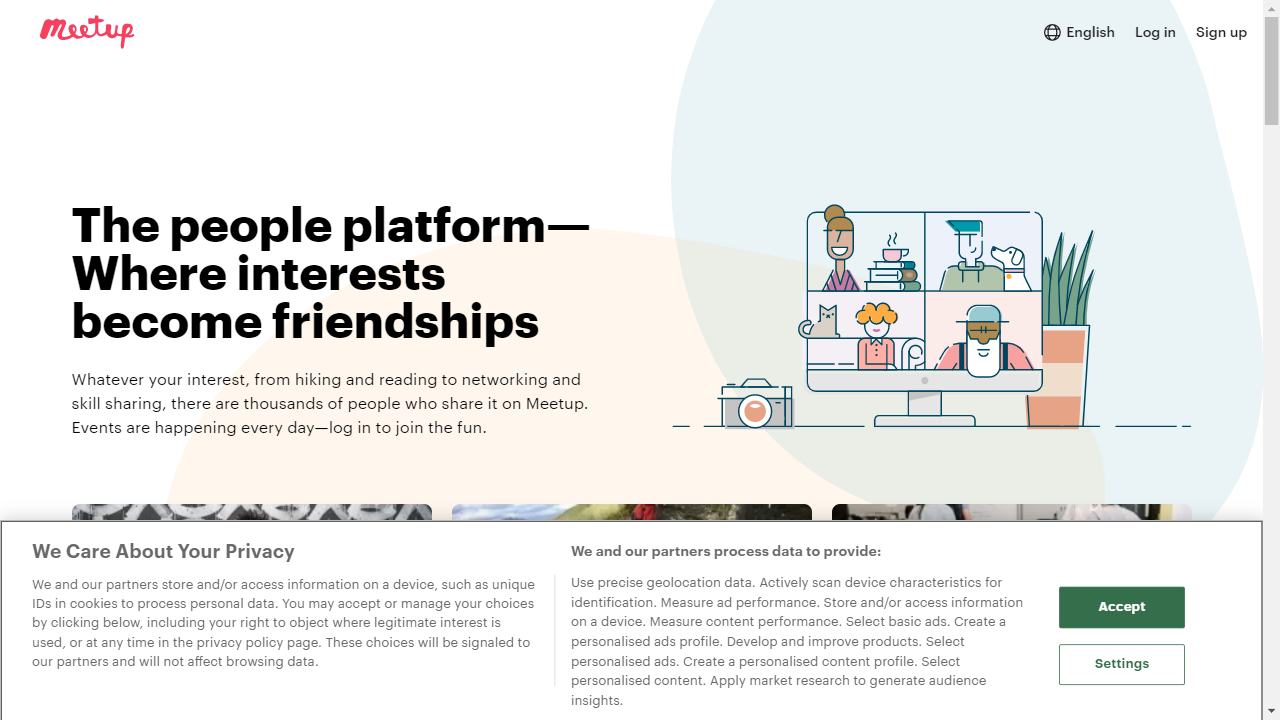 meetup
English
Log in
Sign up
The people platform—
Where interests
become friendships
Whatever your interest, from hiking and reading to networking and
skill sharing, there are thousands of people who share it on Meetup.
Events are happening every day—log in to join the fun.
We Care About Your Privacy
We and our partners store and/or access information on a device, such as unique
IDs in cookies to process personal data. You may accept or manage your choices
by clicking below, including your right to object where legitimate interest is
used, or at any time in the privacy policy page. These choices will be signaled to
our partners and will not affect browsing data.
We and our partners process data to provide:
Use precise geolocation data. Actively scan device characteristics for
identification. Measure ad performance. Store and/or access information
on a device. Measure content performance. Select basic ads. Create a
personalised ads profile. Develop and improve products. Select
personalised ads. Create a personalised content profile. Select
personalised content. Apply market research to generate audience
insights.
Accept
Settings